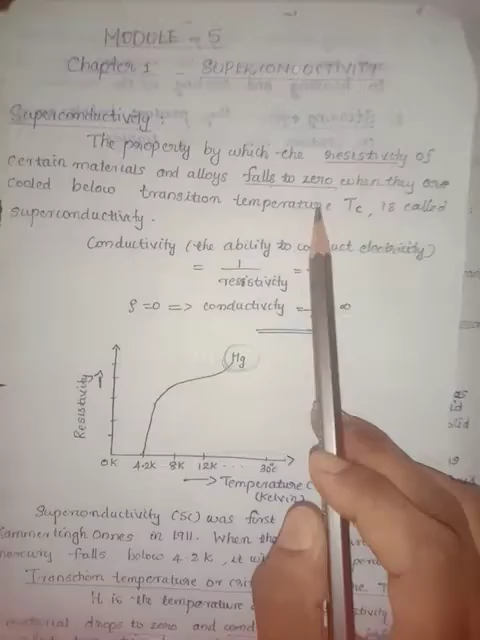 MODULE - 5
Chapter 1 - SUPERCONDUCTIVITY
Superconductivity :
The property by which the resistivity of
certain materials and alloys falls to zero when they are
cooled below transition temperature Tc, is called
superconductivity.
Conductivity (the ability to conduct electricity)
= 1/resistivity =
ρ = 0 => conductivity = ∞
Hg
Resistivity
0K 4.2K 8K 12K ... 30°C
Temperature
(Kelvin)
Superconductivity (SC) was first
Kammerlingh Onnes in 1911. When the
mercury falls below 4.2K, it
Transition temperature or
It is the temperature
material drops to zero and